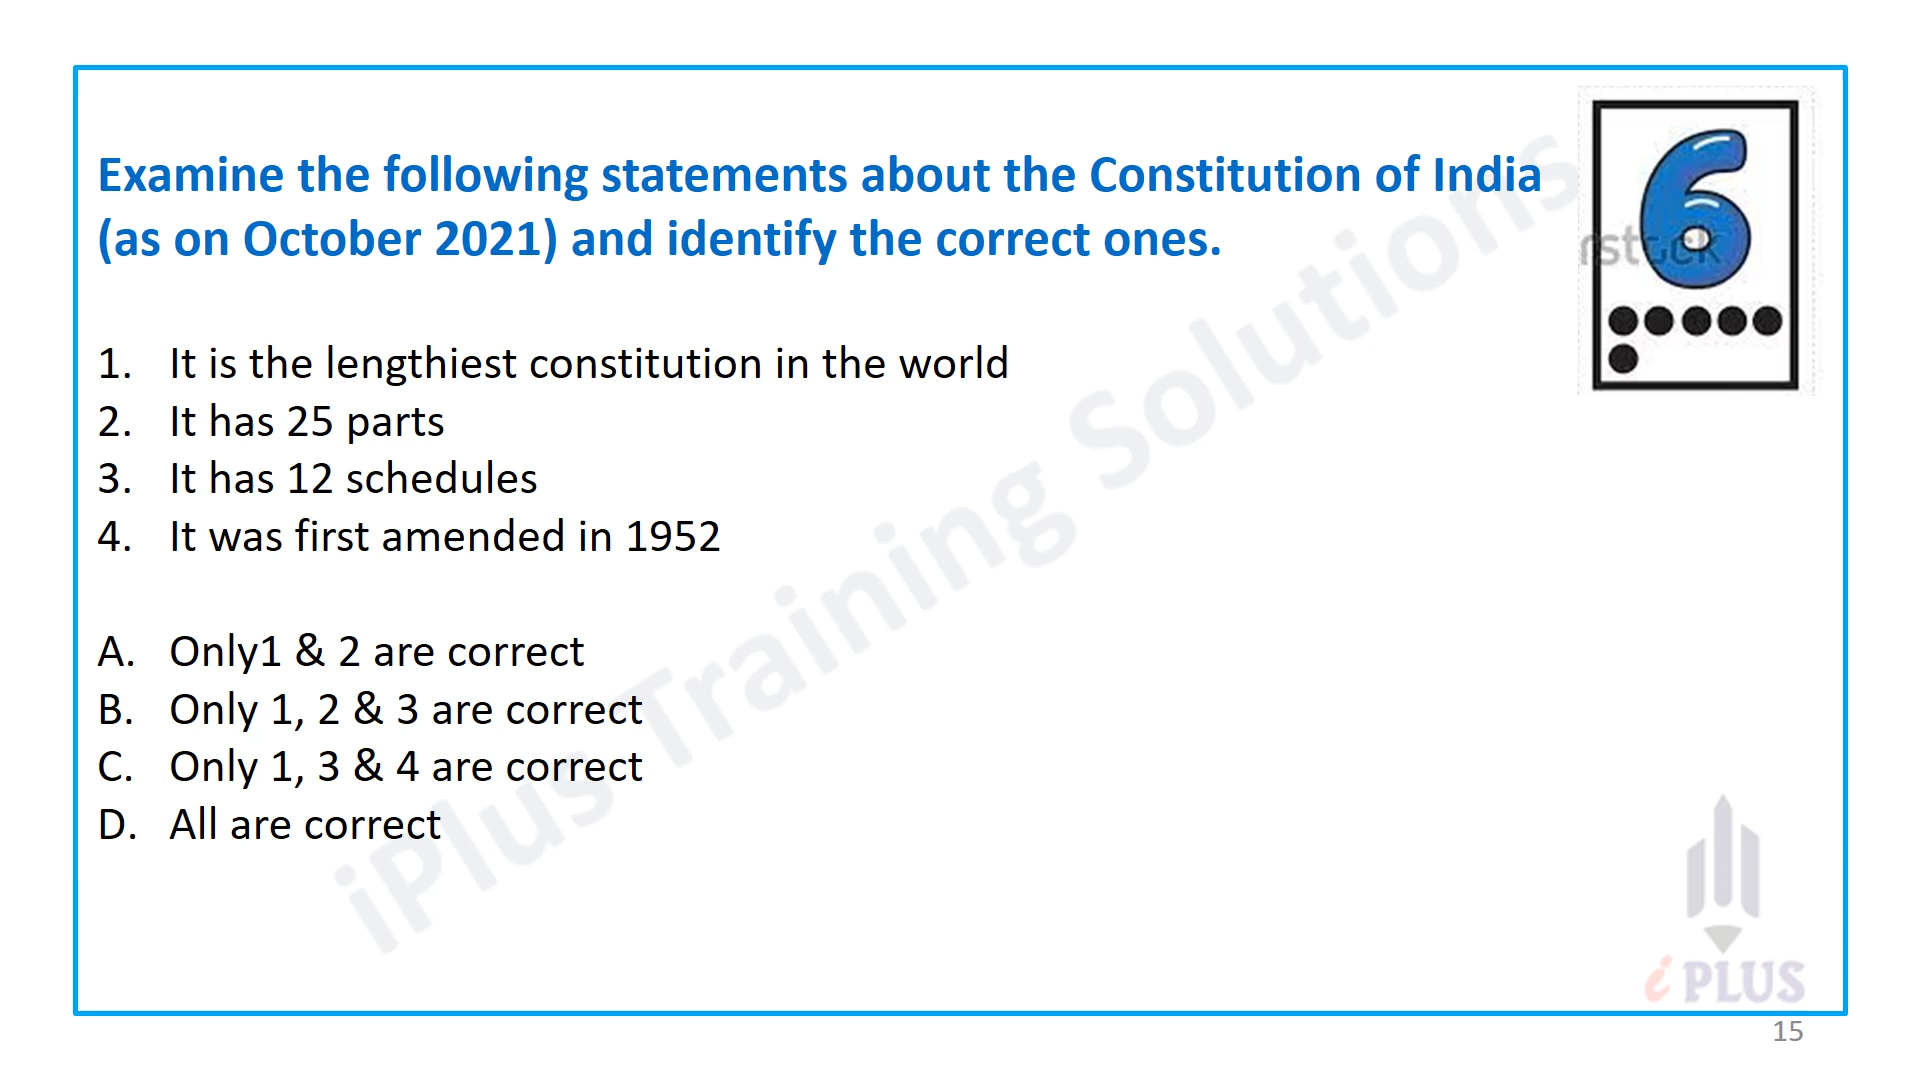 Examine the following statements about the Constitution of India
(as on October 2021) and identify the correct ones.
6
rstock
1. It is the lengthiest constitution in the world
2. It has 25 parts
3. It has 12 schedules
4. It was first amended in 1952
A. Only1 & 2 are correct
B. Only 1, 2 & 3 are correct
C. Only 1, 3 & 4 are correct
D. All are correct
iPlus Training Solutions
i PLUS
15